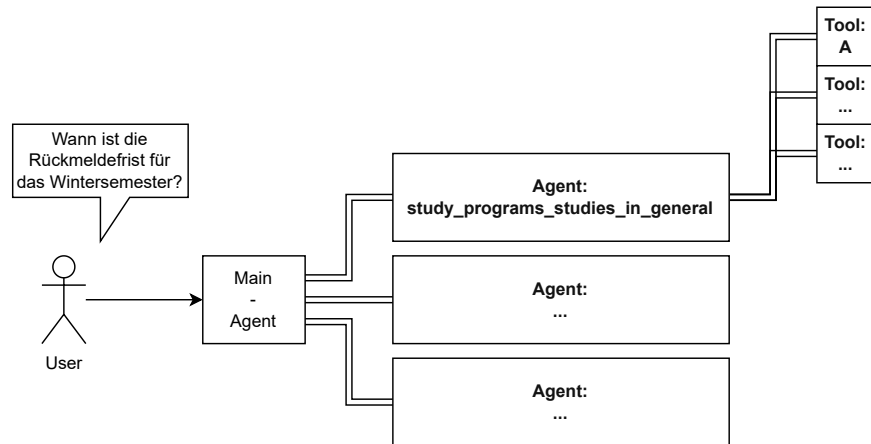 Wann ist die
Rückmeldefrist für
das Wintersemester?
User
Main
-
Agent
Agent:
study_programs_studies_in_general
Agent:
...
Agent:
...
Tool:
A
Tool:
...
Tool:
...